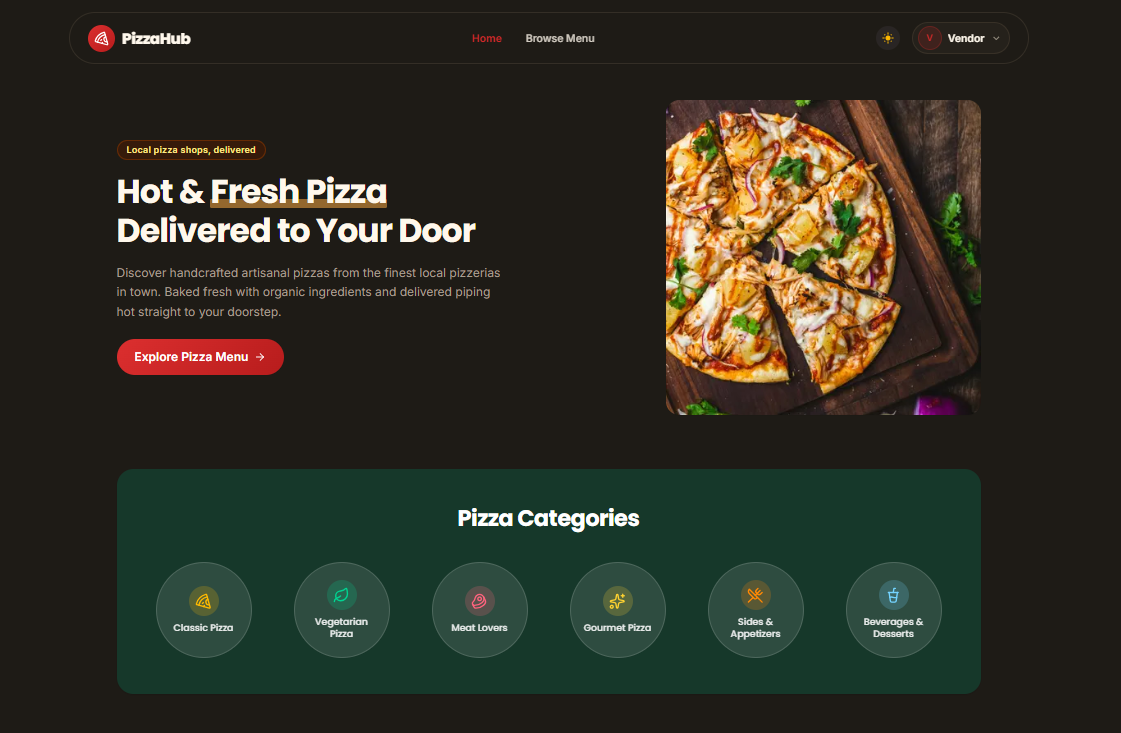 PizzaHub
Home
Browse Menu
V
Vendor
Local pizza shops, delivered
Hot & Fresh Pizza
Delivered to Your Door
Discover handcrafted artisanal pizzas from the finest local pizzerias
in town. Baked fresh with organic ingredients and delivered piping
hot straight to your doorstep.
Explore Pizza Menu →
Pizza Categories
Classic Pizza
Vegetarian
Pizza
Meat Lovers
Gourmet Pizza
Sides &
Appetizers
Beverages &
Desserts